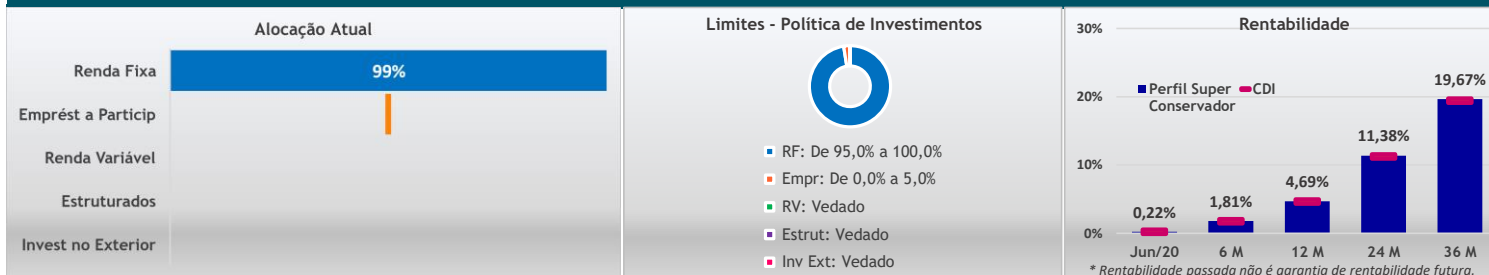 Alocação Atual
Renda Fixa
99%
Emprést a Particip
Renda Variável
Estruturados
Invest no Exterior
Limites - Política de Investimentos
RF: De 95,0% a 100,0%
Empr: De 0,0% a 5,0%
RV: Vedado
Estrut: Vedado
Inv Ext: Vedado
Rentabilidade
30%
20%
10%
0%
Perfil Super Conservador
CDI
0,22%
1,81%
4,69%
11,38%
19,67%
Jun/20
6 M
12 M
24 M
36 M
* Rentabilidade passada não é garantia de rentabilidade futura.